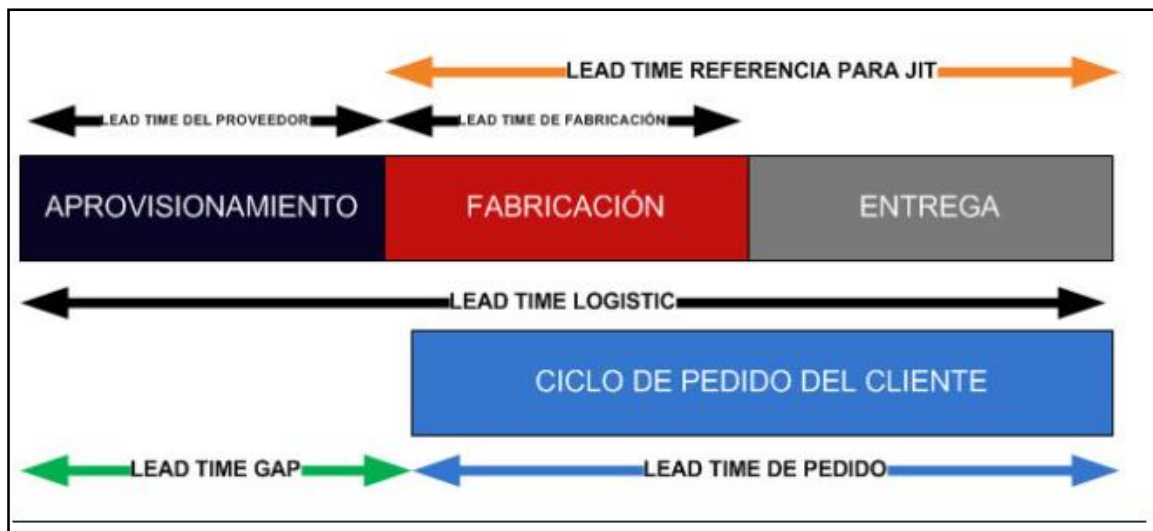 LEAD TIME REFERENCIA PARA JIT
LEAD TIME DEL PROVEEDOR
LEAD TIME DE FABRICACIÓN
APROVISIONAMIENTO
FABRICACIÓN
ENTREGA
LEAD TIME LOGISTIC
CICLO DE PEDIDO DEL CLIENTE
LEAD TIME GAP
LEAD TIME DE PEDIDO